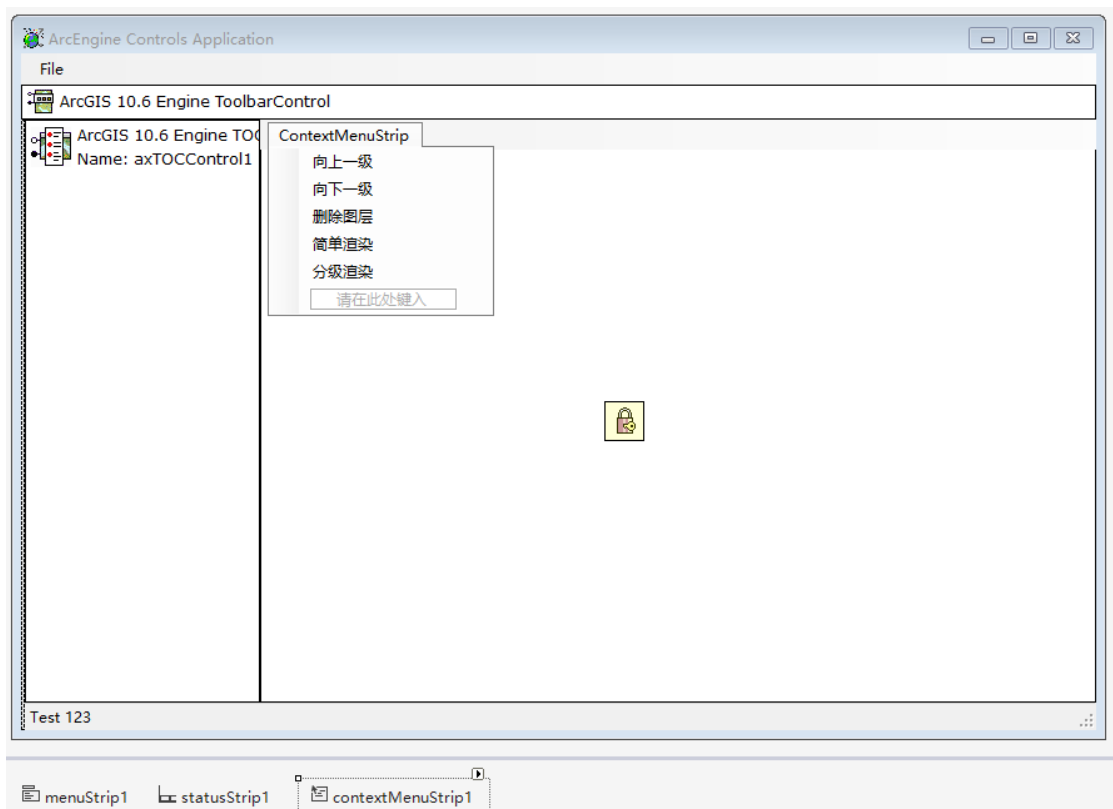 ArcEngine Controls Application
File
ArcGIS 10.6 Engine ToolbarControl
ArcGIS 10.6 Engine TOC
Name: axTOCControl1
ContextMenuStrip
向上一级
向下一级
删除图层
简单渲染
分级渲染
请在此处键入
Test 123
menuStrip1
statusStrip1
contextMenuStrip1